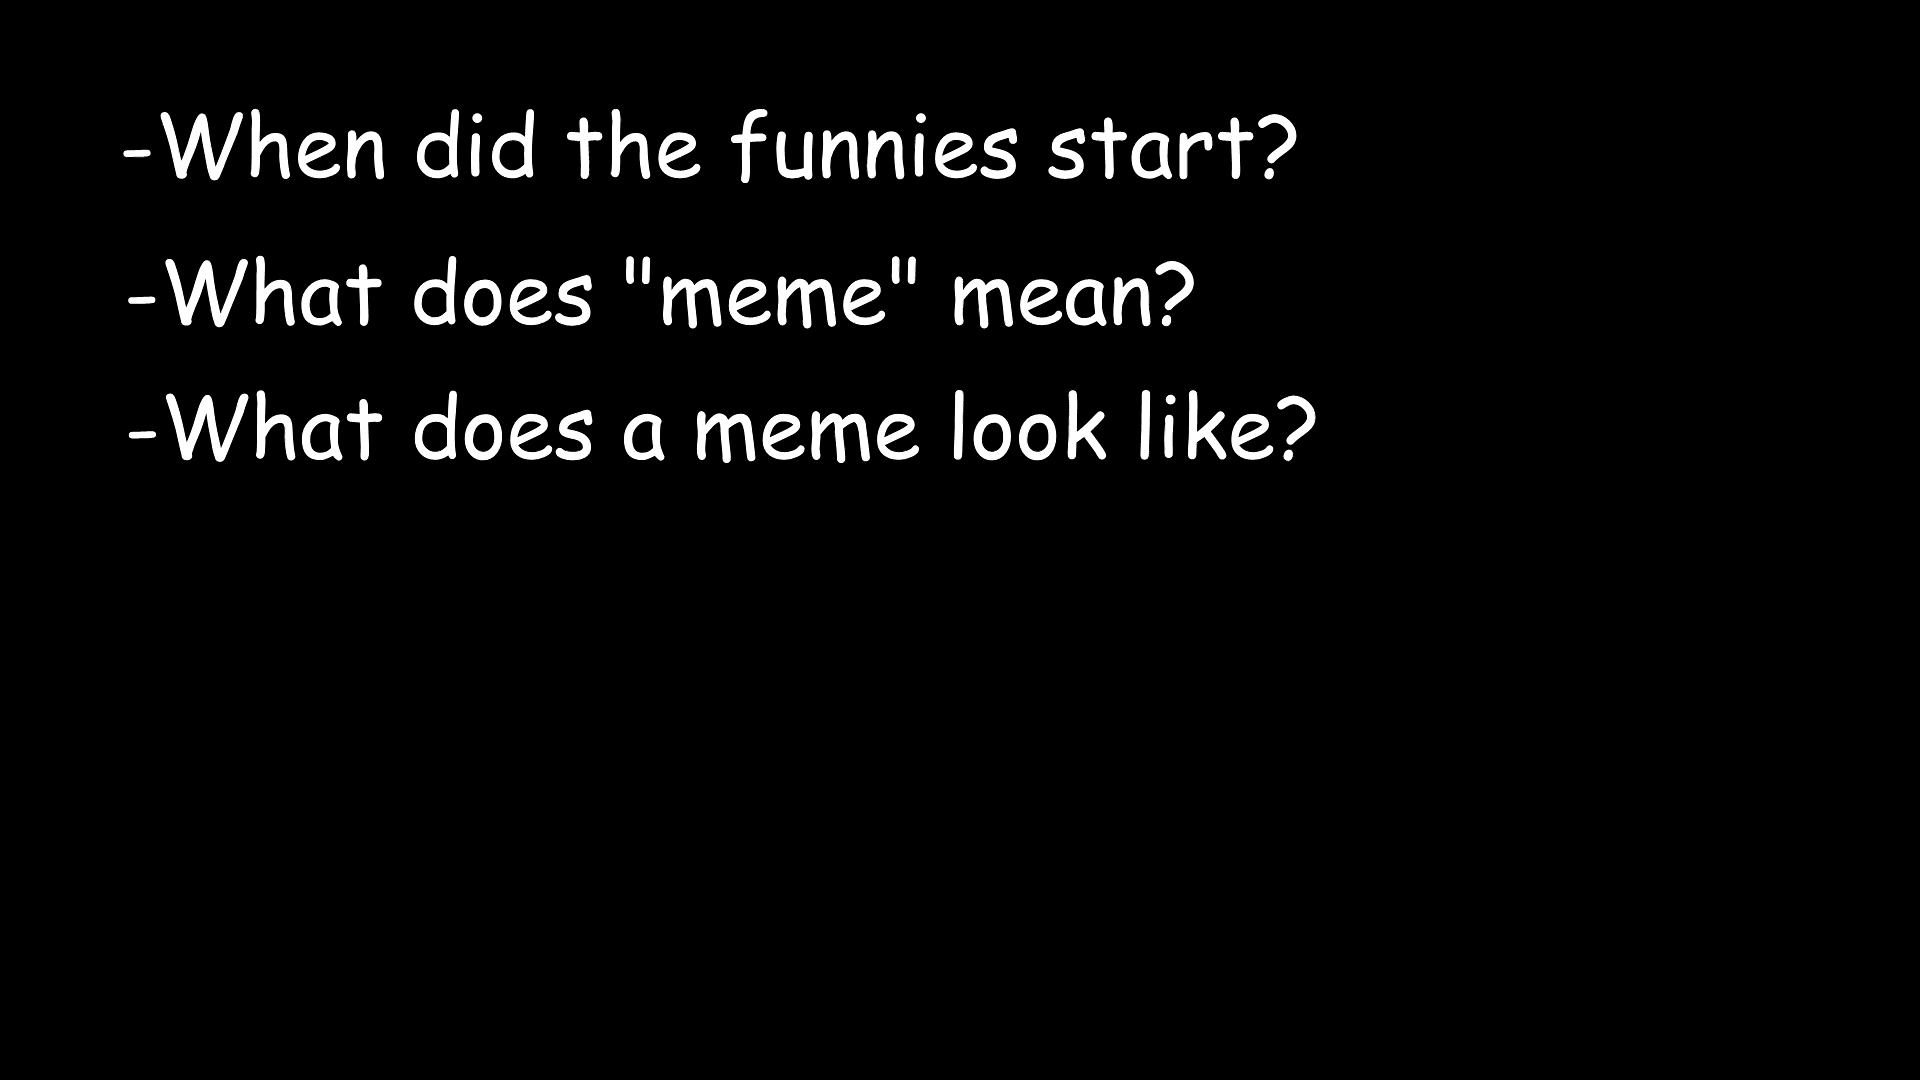 -When did the funnies start?
-What does "meme" mean?
-What does a meme look like?